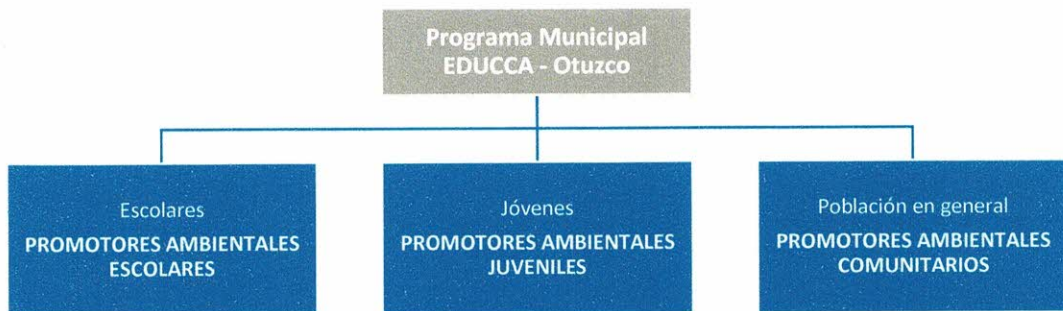 Programa Municipal
EDUCCA - Otuzco
Escolares
PROMOTORES AMBIENTALES
ESCOLARES
Jóvenes
PROMOTORES AMBIENTALES
JUVENILES
Población en general
PROMOTORES AMBIENTALES
COMUNITARIOS